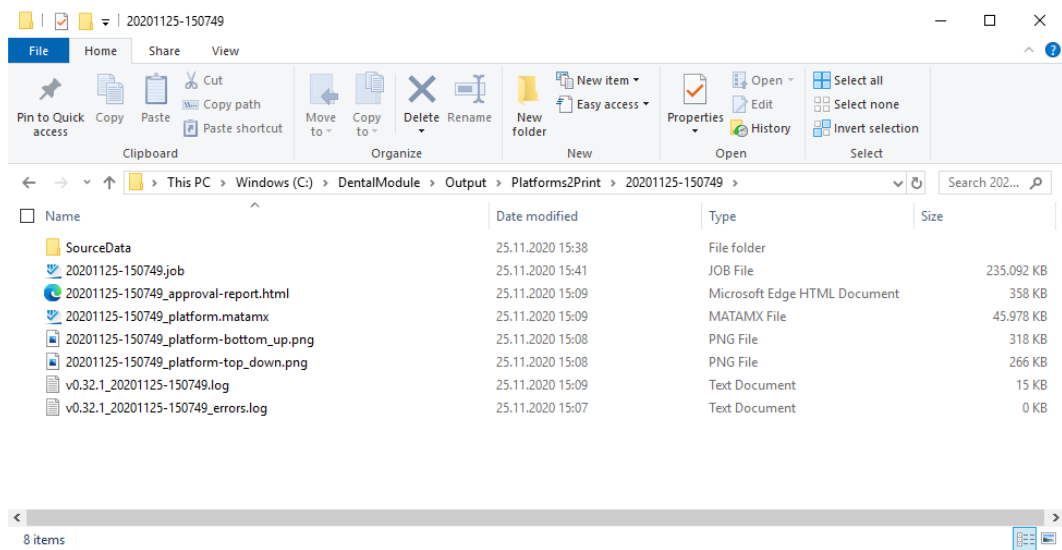 20201125-150749
File Home Share View
Pin to Quick access
Copy
Paste
Cut
Copy path
Paste shortcut
Clipboard
Move to
Copy to
Delete
Rename
Organize
New folder
New item
Easy access
New
Properties
Open
Edit
History
Open
Select all
Select none
Invert selection
Select
This PC > Windows (C:) > DentalModule > Output > Platforms2Print > 20201125-150749 >
Search 202...
Name Date modified Type Size
SourceData 25.11.2020 15:38 File folder
20201125-150749.job 25.11.2020 15:41 JOB File 235.092 KB
20201125-150749_approval-report.html 25.11.2020 15:09 Microsoft Edge HTML Document 358 KB
20201125-150749_platform.matamx 25.11.2020 15:09 MATAMX File 45.978 KB
20201125-150749_platform-bottom_up.png 25.11.2020 15:08 PNG File 318 KB
20201125-150749_platform-top_down.png 25.11.2020 15:08 PNG File 266 KB
v0.32.1_20201125-150749.log 25.11.2020 15:09 Text Document 15 KB
v0.32.1_20201125-150749_errors.log 25.11.2020 15:07 Text Document 0 KB
8 items